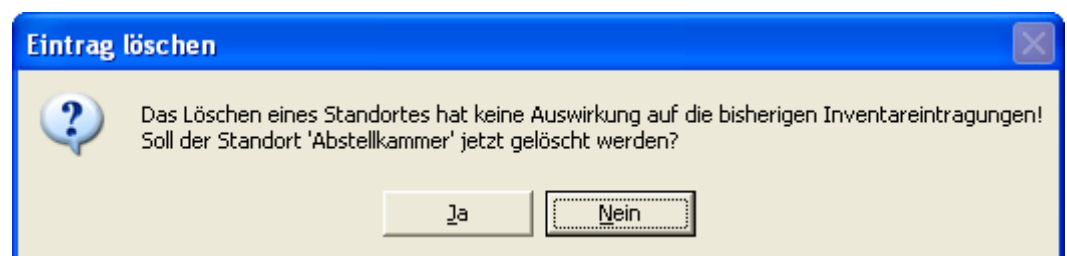 Eintrag löschen
Das Löschen eines Standortes hat keine Auswirkung auf die bisherigen Inventareintragungen!
Soll der Standort 'Abstellkammer' jetzt gelöscht werden?
Ja
Nein